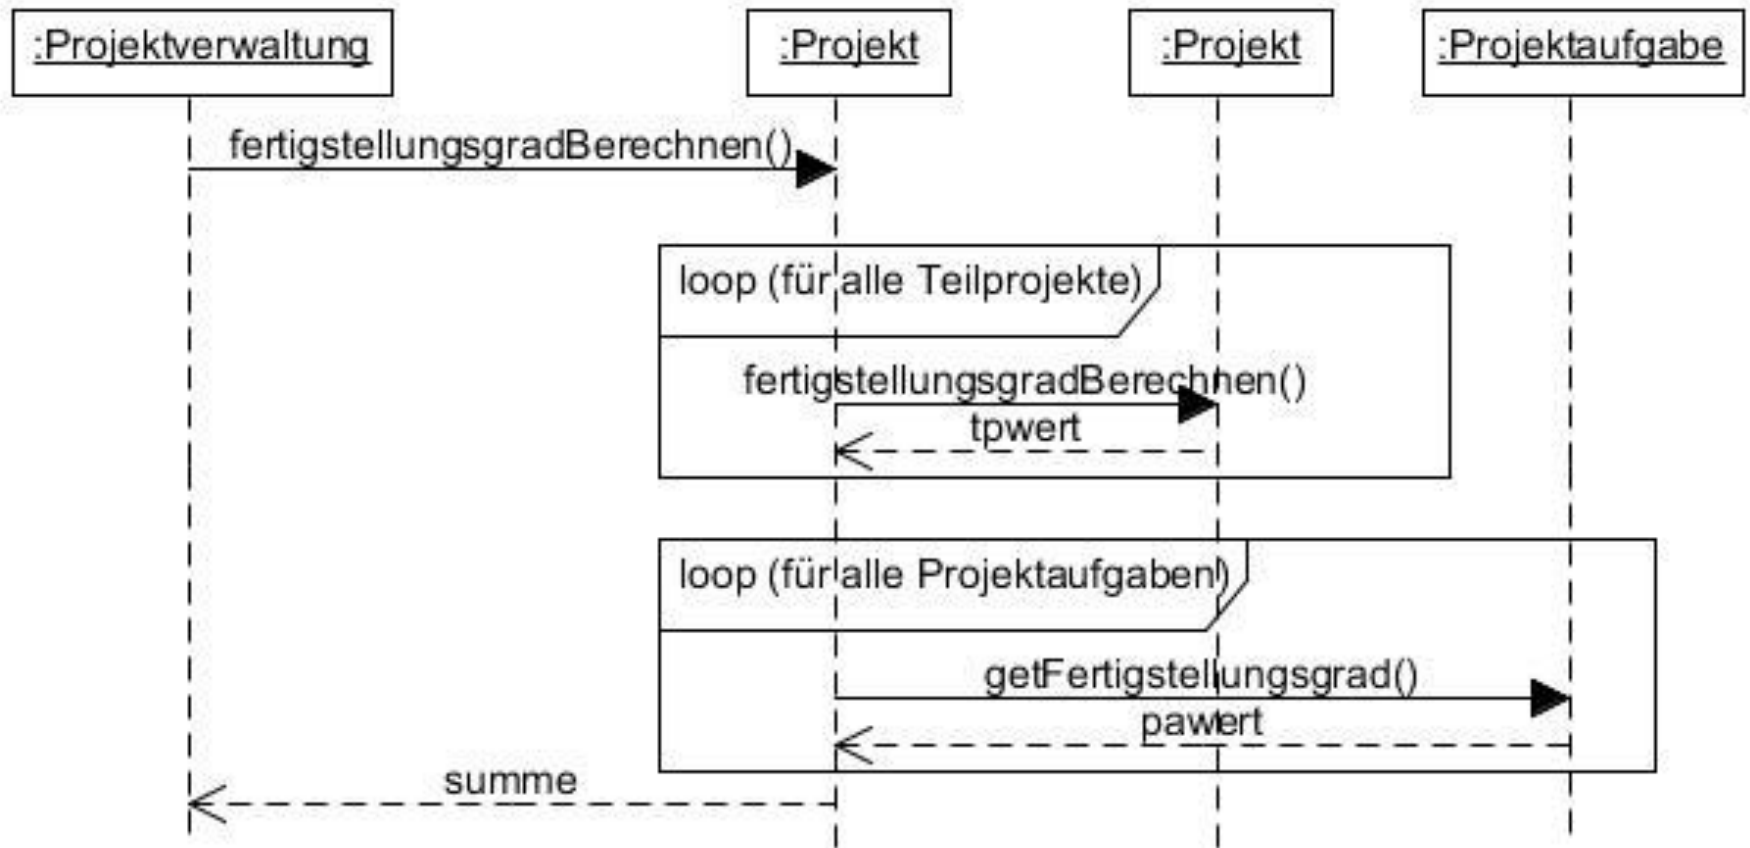 :Projektverwaltung
:Projekt
:Projekt
:Projektaufgabe
fertigstellungsgradBerechnen()
loop (für alle Teilprojekte)
fertigstellungsgradBerechnen()
tpwert
loop (für alle Projektaufgaben)
getFertigstellungsgrad()
pawert
summe